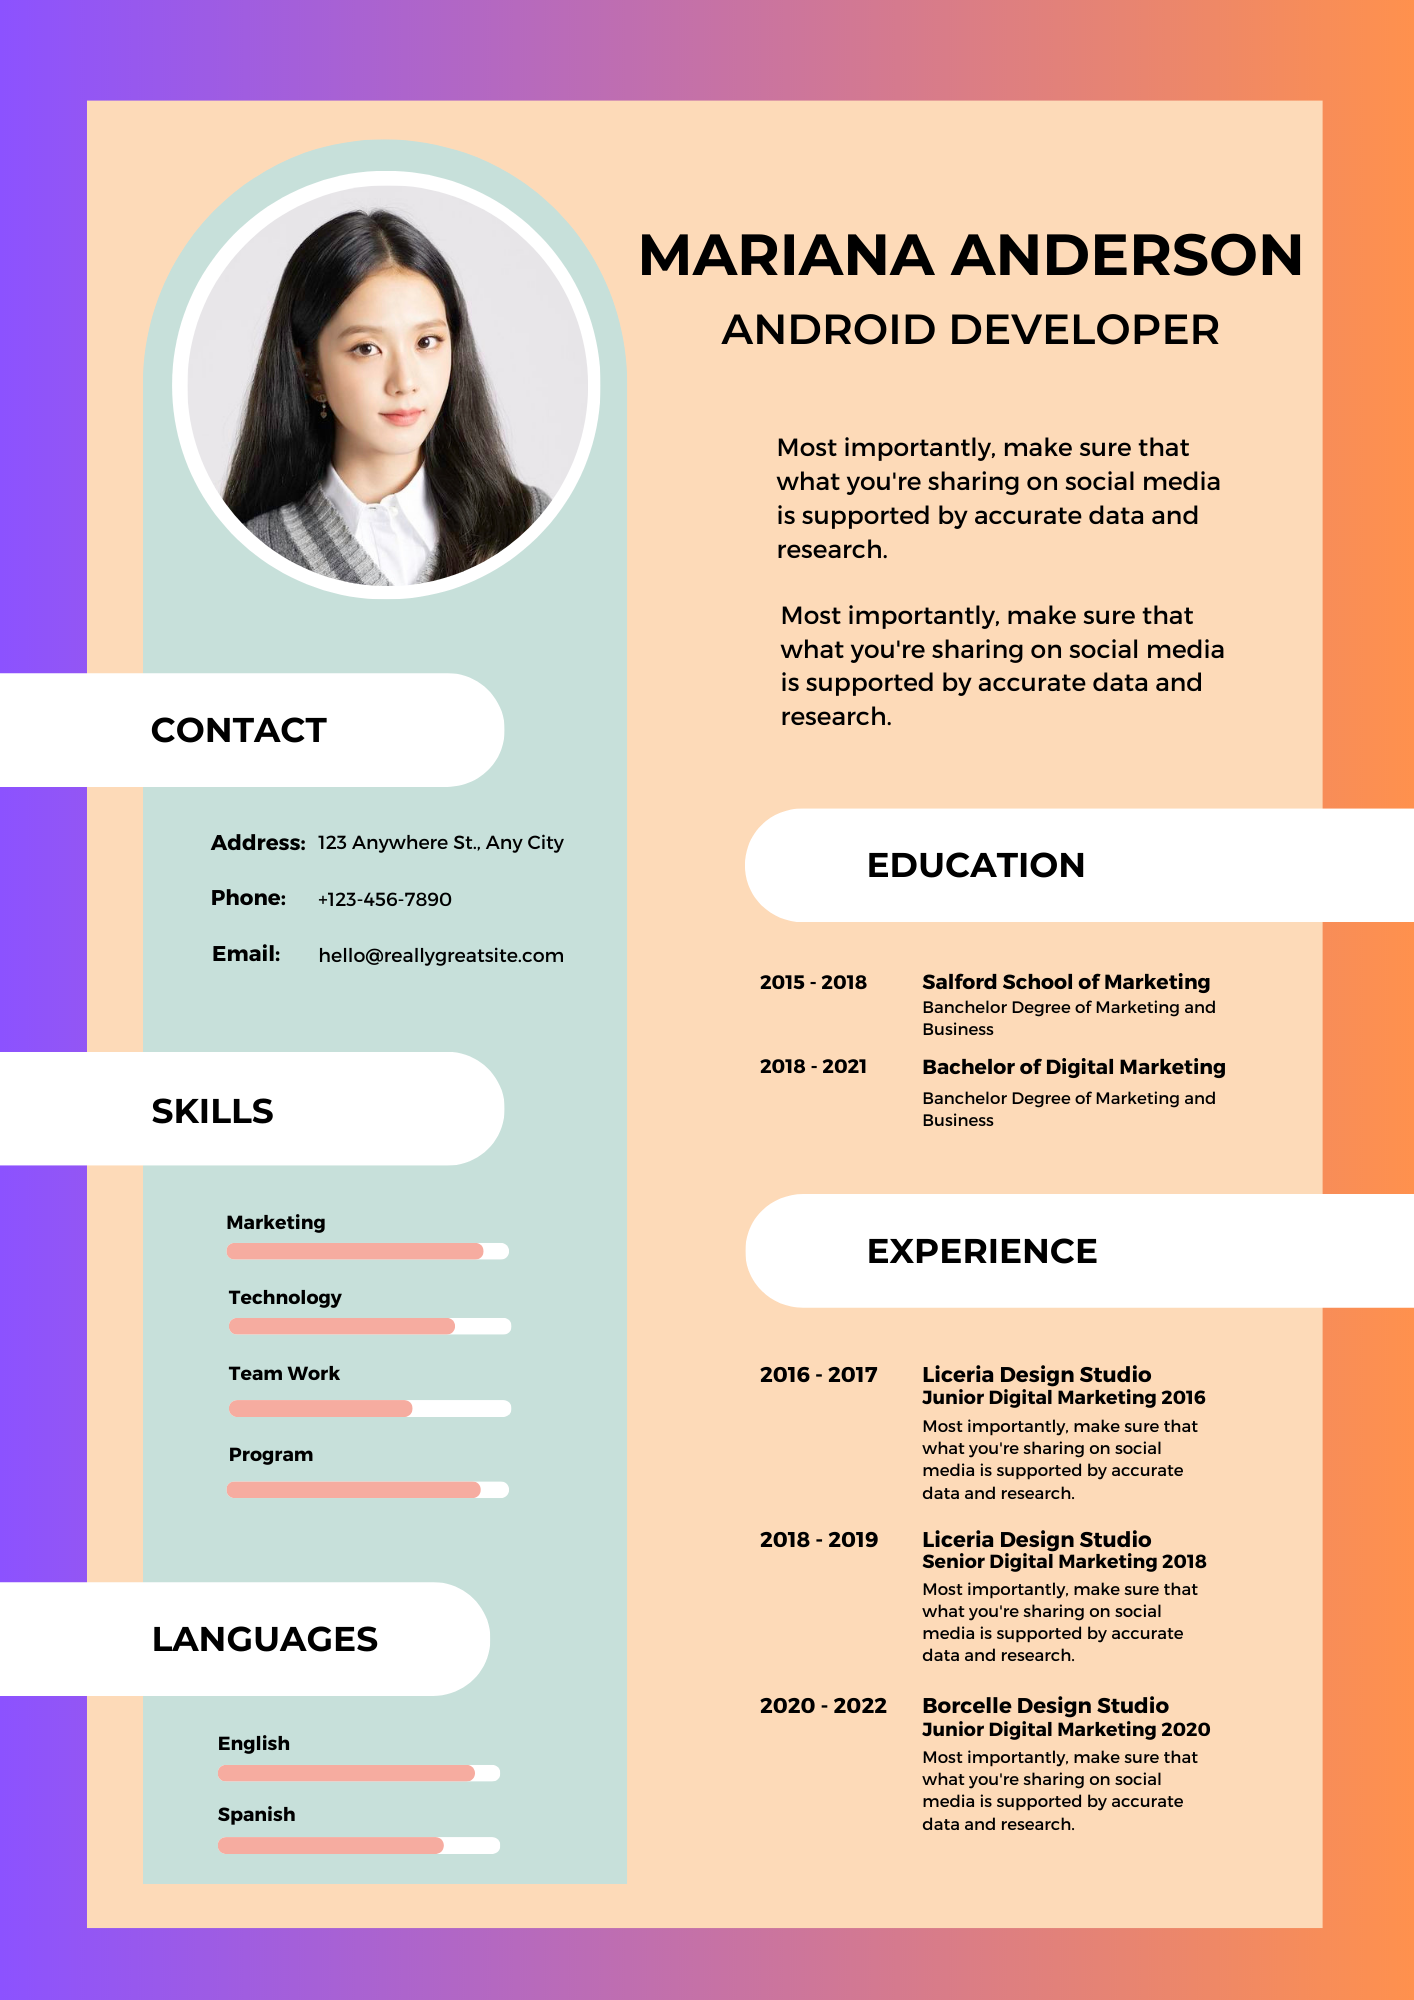 MARIANA ANDERSON
ANDROID DEVELOPER
Most importantly, make sure that
what you're sharing on social media
is supported by accurate data and
research.
Most importantly, make sure that
what you're sharing on social media
is supported by accurate data and
research.
CONTACT
Address: 123 Anywhere St., Any City
Phone: +123-456-7890
Email: hello@reallygreatsite.com
SKILLS
Marketing
Technology
Team Work
Program
LANGUAGES
English
Spanish
EDUCATION
2015 - 2018 Salford School of Marketing
Banchelor Degree of Marketing and
Business
2018 - 2021 Bachelor of Digital Marketing
Banchelor Degree of Marketing and
Business
EXPERIENCE
2016 - 2017 Liceria Design Studio
Junior Digital Marketing 2016
Most importantly, make sure that
what you're sharing on social
media is supported by accurate
data and research.
2018 - 2019 Liceria Design Studio
Senior Digital Marketing 2018
Most importantly, make sure that
what you're sharing on social
media is supported by accurate
data and research.
2020 - 2022 Borcelle Design Studio
Junior Digital Marketing 2020
Most importantly, make sure that
what you're sharing on social
media is supported by accurate
data and research.